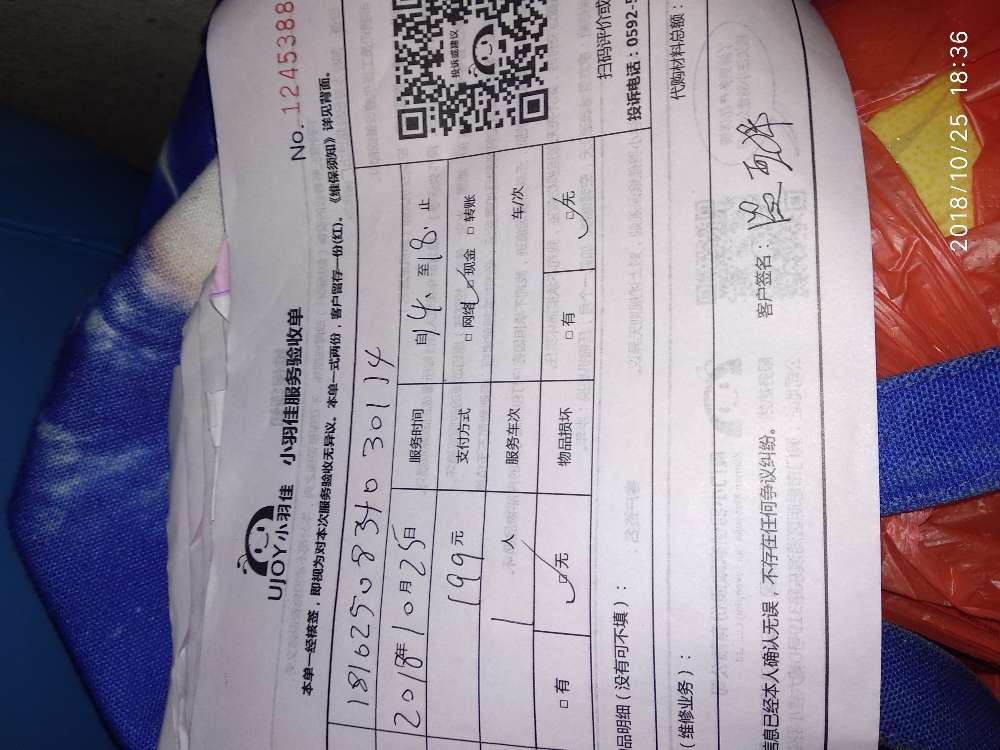 No. 1245388
UJOY小羽佳 小羽佳服务验收单
本单一经核签，即视为对本次服务验收无异议。本单一式两份，客户留存一份(红)。《维保须知》详见背面。
投诉或建议
2018年10月25日 服务时间 自14、至18、止
199元 支付方式 □网络 ☑现金 □转账
1人 服务车次 车/次
□有 ☑无 物品损坏 □有 ☑无
扫码评价或
投诉电话：0592-5
品明细（没有可不填）：
（维修业务）：
代购材料总额：
信息已经本人确认无误，不存在任何争议纠纷。 客户签名：
2018/10/25 18:36